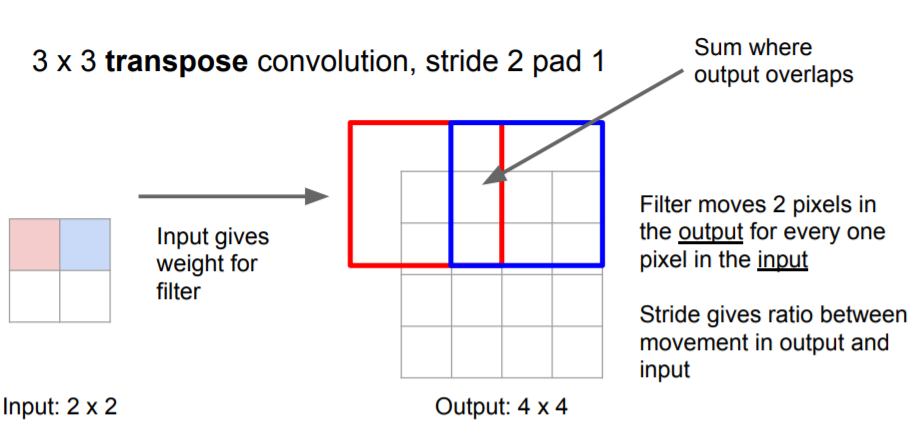 3 x 3 transpose convolution, stride 2 pad 1
Sum where
output overlaps
Input gives
weight for
filter
Filter moves 2 pixels in
the output for every one
pixel in the input
Stride gives ratio between
movement in output and
input
Input: 2 x 2
Output: 4 x 4